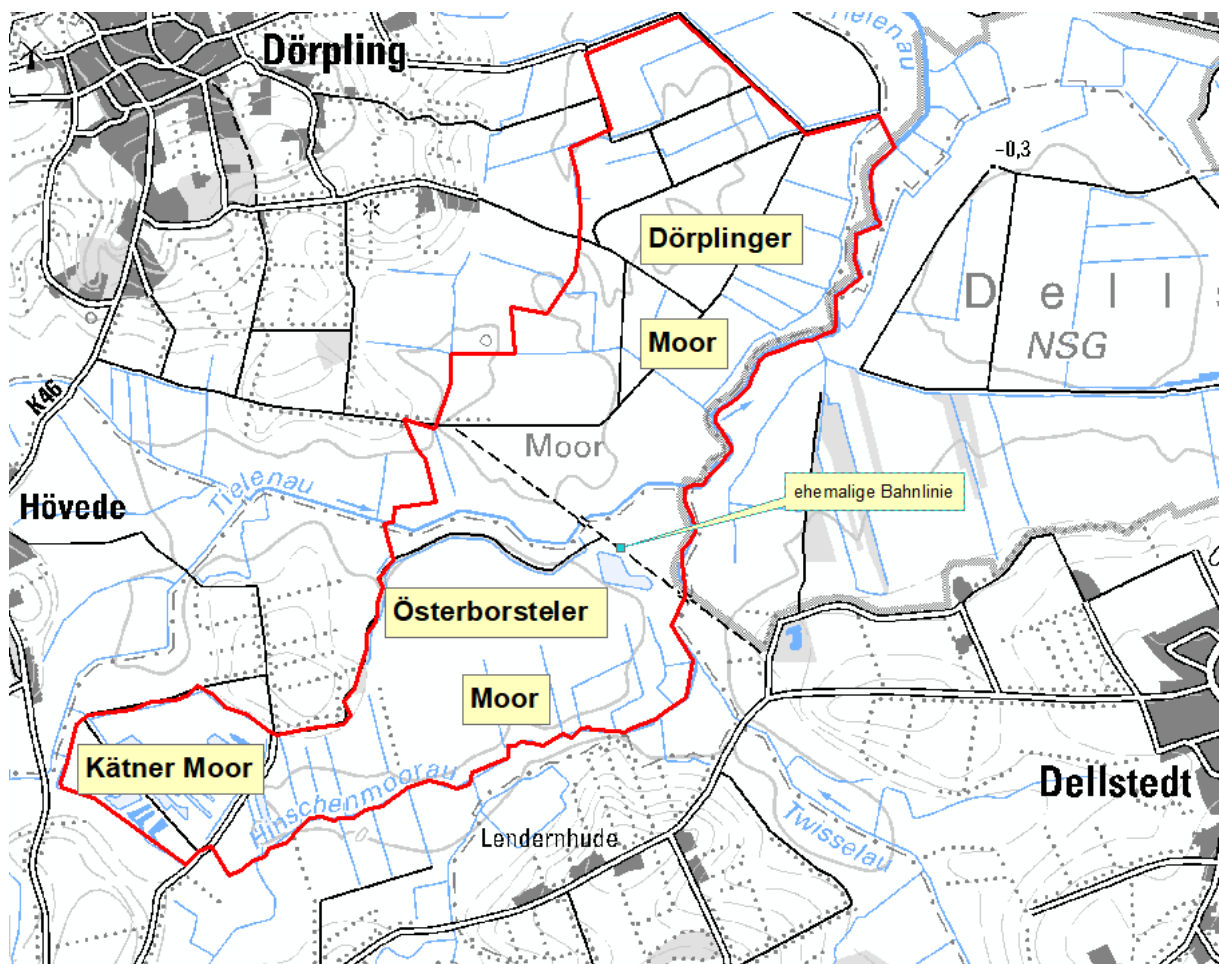 Dörpling
Tielenau
-0,3
Dörplinger
Dells
NSG
Moor
K46
Moor
Tielenau
ehemalige Bahnlinie
Hövede
Österborsteler
Moor
Kätner Moor
Hinschenmoorau
Dellstedt
Lendernhude
Twisselau